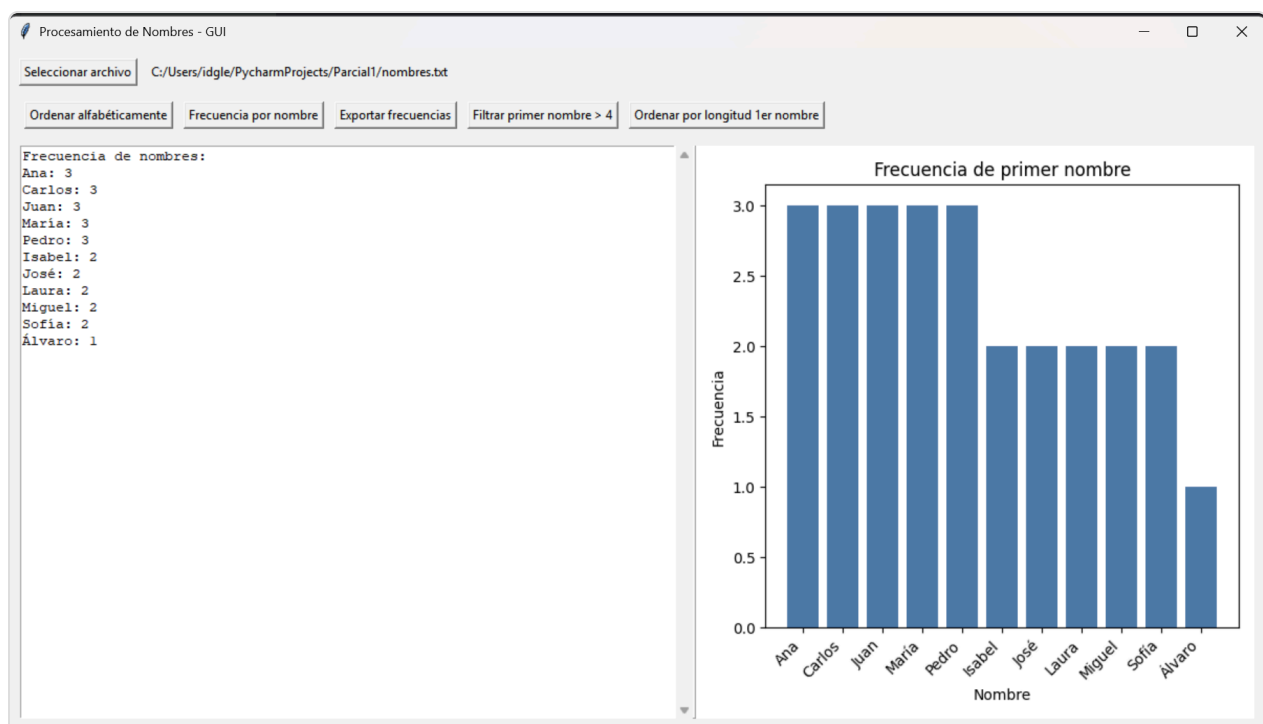 Procesamiento de Nombres - GUI
Seleccionar archivo C:/Users/idgle/PycharmProjects/Parcial1/nombres.txt
Ordenar alfabéticamente Frecuencia por nombre Exportar frecuencias Filtrar primer nombre > 4 Ordenar por longitud 1er nombre
Frecuencia de nombres:
Ana: 3
Carlos: 3
Juan: 3
María: 3
Pedro: 3
Isabel: 2
José: 2
Laura: 2
Miguel: 2
Sofía: 2
Álvaro: 1
Frecuencia de primer nombre
3.0
2.5
2.0
1.5
1.0
0.5
0.0
Frecuencia
Ana Carlos Juan María Pedro Isabel José Laura Miguel Sofía Álvaro
Nombre